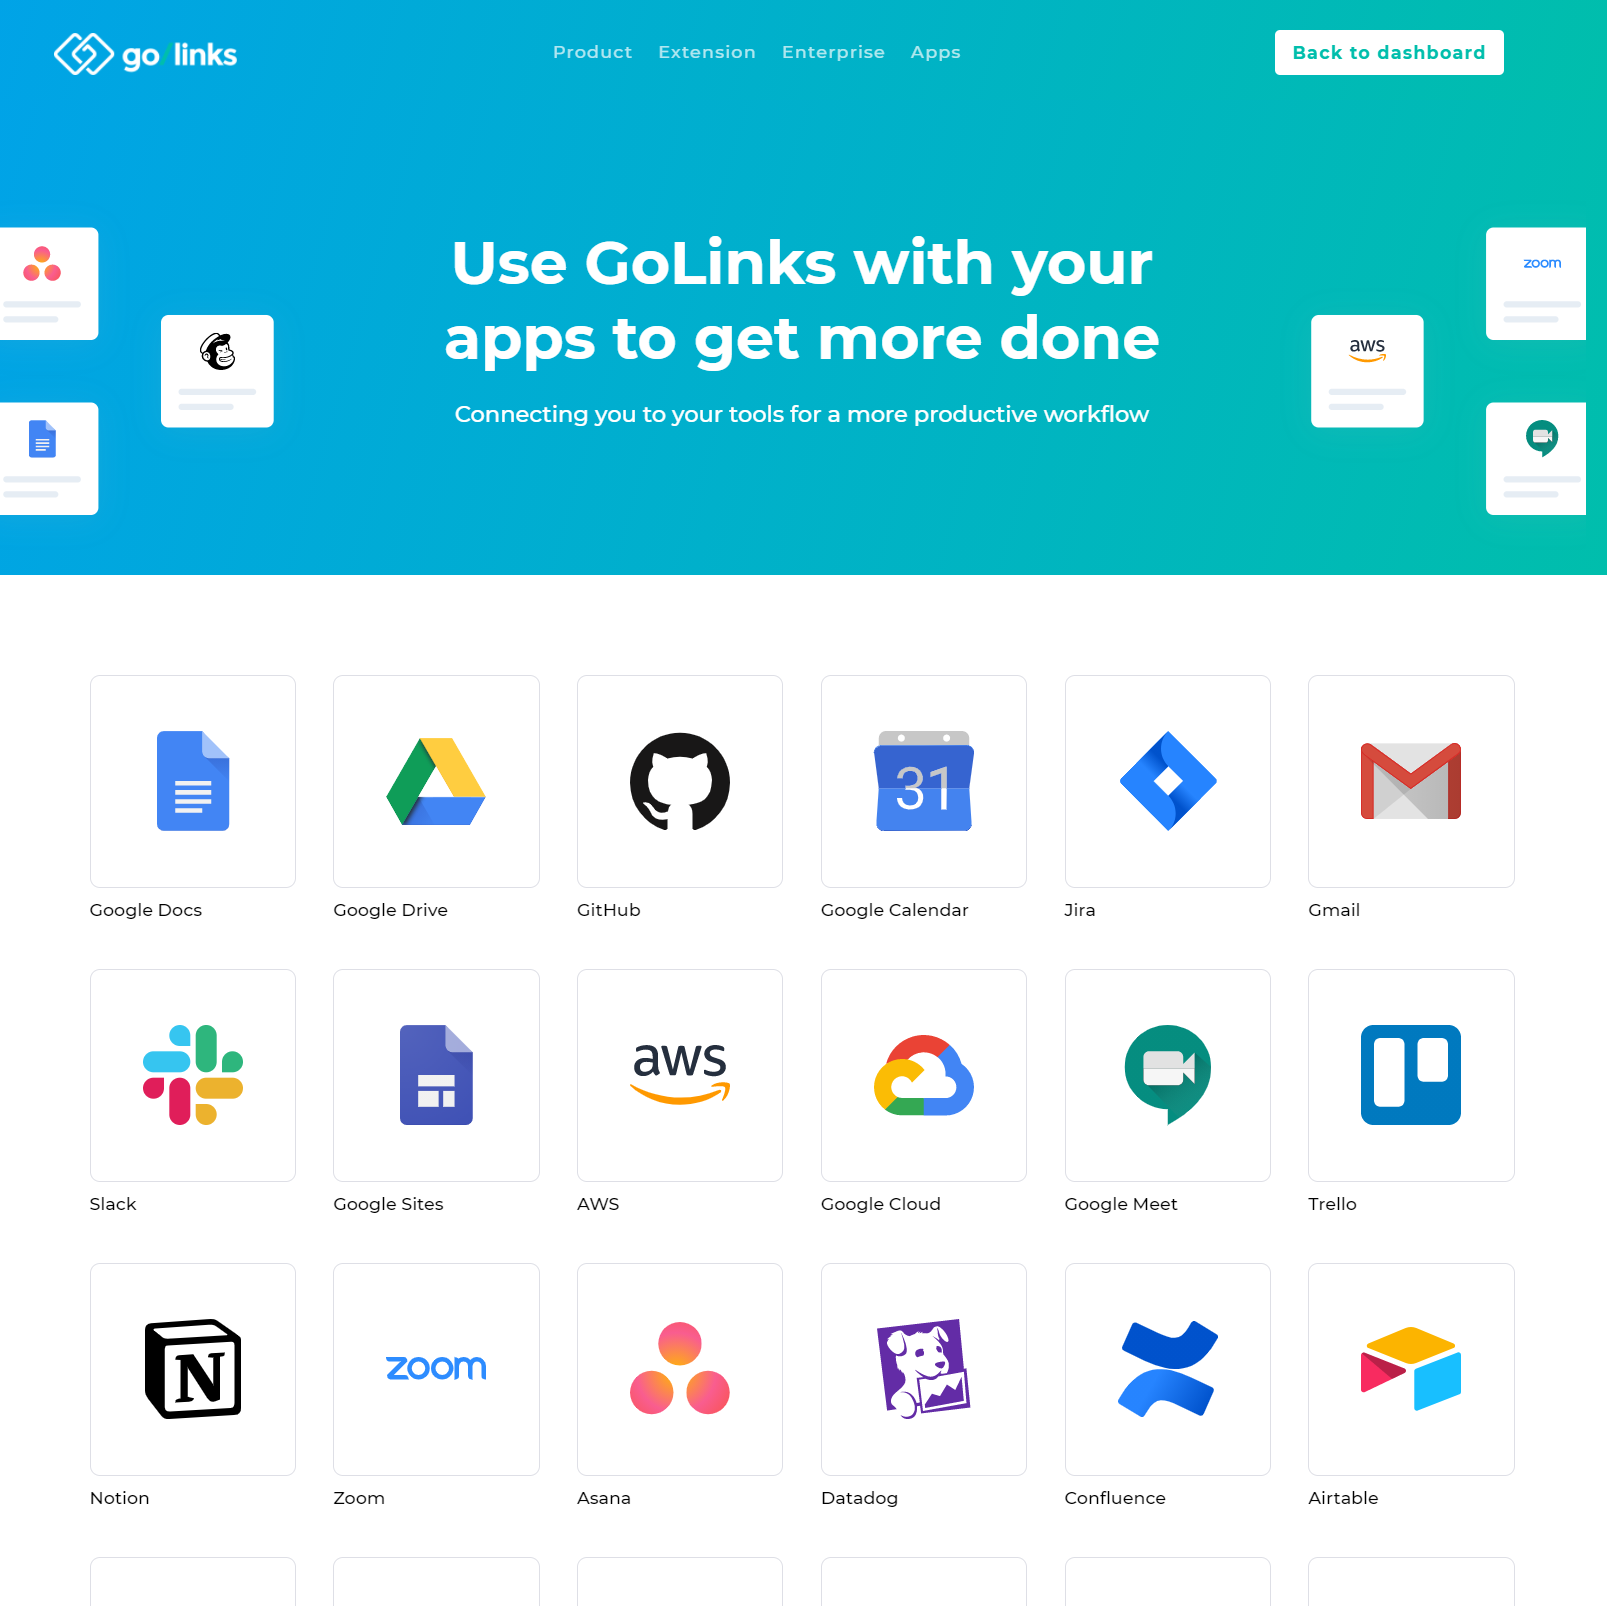 go links
Product Extension Enterprise Apps
Back to dashboard
Use GoLinks with your
apps to get more done
Connecting you to your tools for a more productive workflow
zoom
aws
31
Google Docs
Google Drive
GitHub
Google Calendar
Jira
Gmail
aws
Slack
Google Sites
AWS
Google Cloud
Google Meet
Trello
N
zoom
Notion
Zoom
Asana
Datadog
Confluence
Airtable